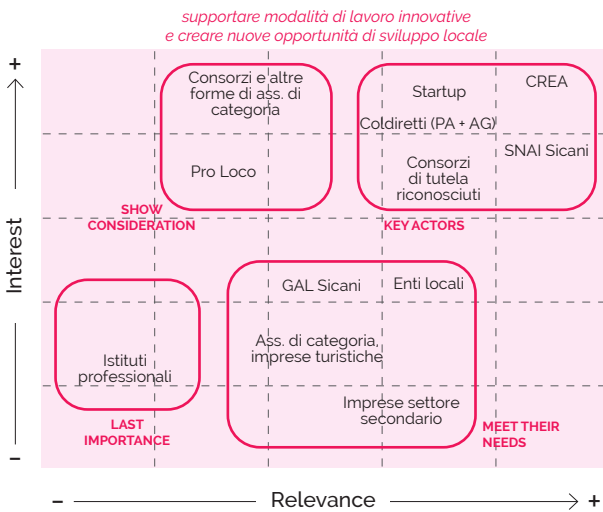 supportare modalità di lavoro innovative
e creare nuove opportunità di sviluppo locale
+
Interest
–
Consorzi e altre
forme di ass. di
categoria
Pro Loco
SHOW
CONSIDERATION
Startup
CREA
Coldiretti (PA + AG)
SNAI Sicani
Consorzi
di tutela
riconosciuti
KEY ACTORS
GAL Sicani
Enti locali
Ass. di categoria,
imprese turistiche
Imprese settore
secondario
MEET THEIR
NEEDS
Istituti
professionali
LAST
IMPORTANCE
–
Relevance
+